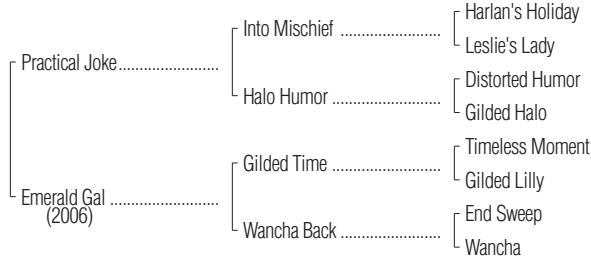 Harlan's Holiday
Into Mischief
Leslie's Lady
Practical Joke
Distorted Humor
Halo Humor
Gilded Halo
Timeless Moment
Gilded Time
Gilded Lilly
Emerald Gal
(2006)
End Sweep
Wancha Back
Wancha